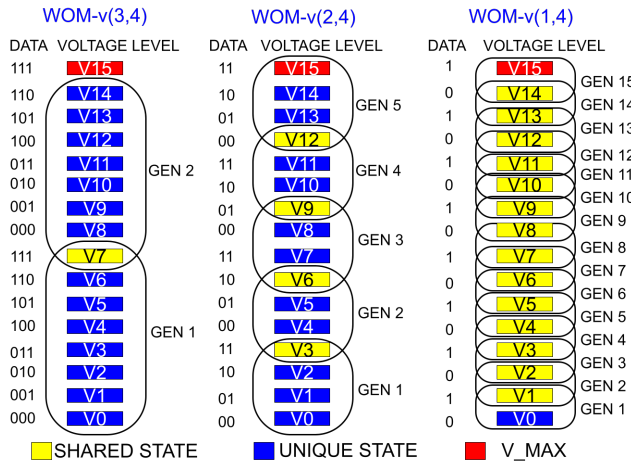 WOM-v(3,4) WOM-v(2,4) WOM-v(1,4)
DATA VOLTAGE LEVEL DATA VOLTAGE LEVEL DATA VOLTAGE LEVEL
111 V15 11 V15 1 V15
GEN 15
110 V14 10 V14 0 V14
GEN 5 GEN 14
101 V13 01 V13 1 V13
GEN 13
100 V12 00 V12 0 V12
GEN 12
011 V11 11 V11 1 V11
GEN 2 GEN 4 GEN 11
010 V10 10 V10 0 V10
GEN 10
001 V9 01 V9 1 V9
GEN 9
000 V8 00 V8 0 V8
GEN 3 GEN 8
111 V7 11 V7 1 V7
GEN 7
110 V6 10 V6 0 V6
GEN 6
101 V5 01 V5 1 V5
GEN 2 GEN 5
100 V4 00 V4 0 V4
GEN 1 GEN 4
011 V3 11 V3 1 V3
GEN 3
010 V2 10 V2 0 V2
GEN 1 GEN 2
001 V1 01 V1 1 V1
GEN 1
000 V0 00 V0 0 V0
SHARED STATE UNIQUE STATE V_MAX